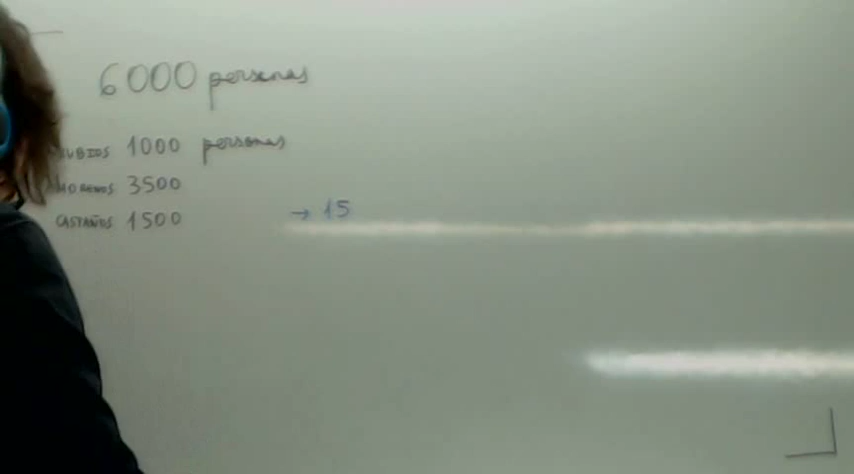 6000 personas
RUBIOS 1000 personas
MORENOS 3500
CASTAÑOS 1500 → 15